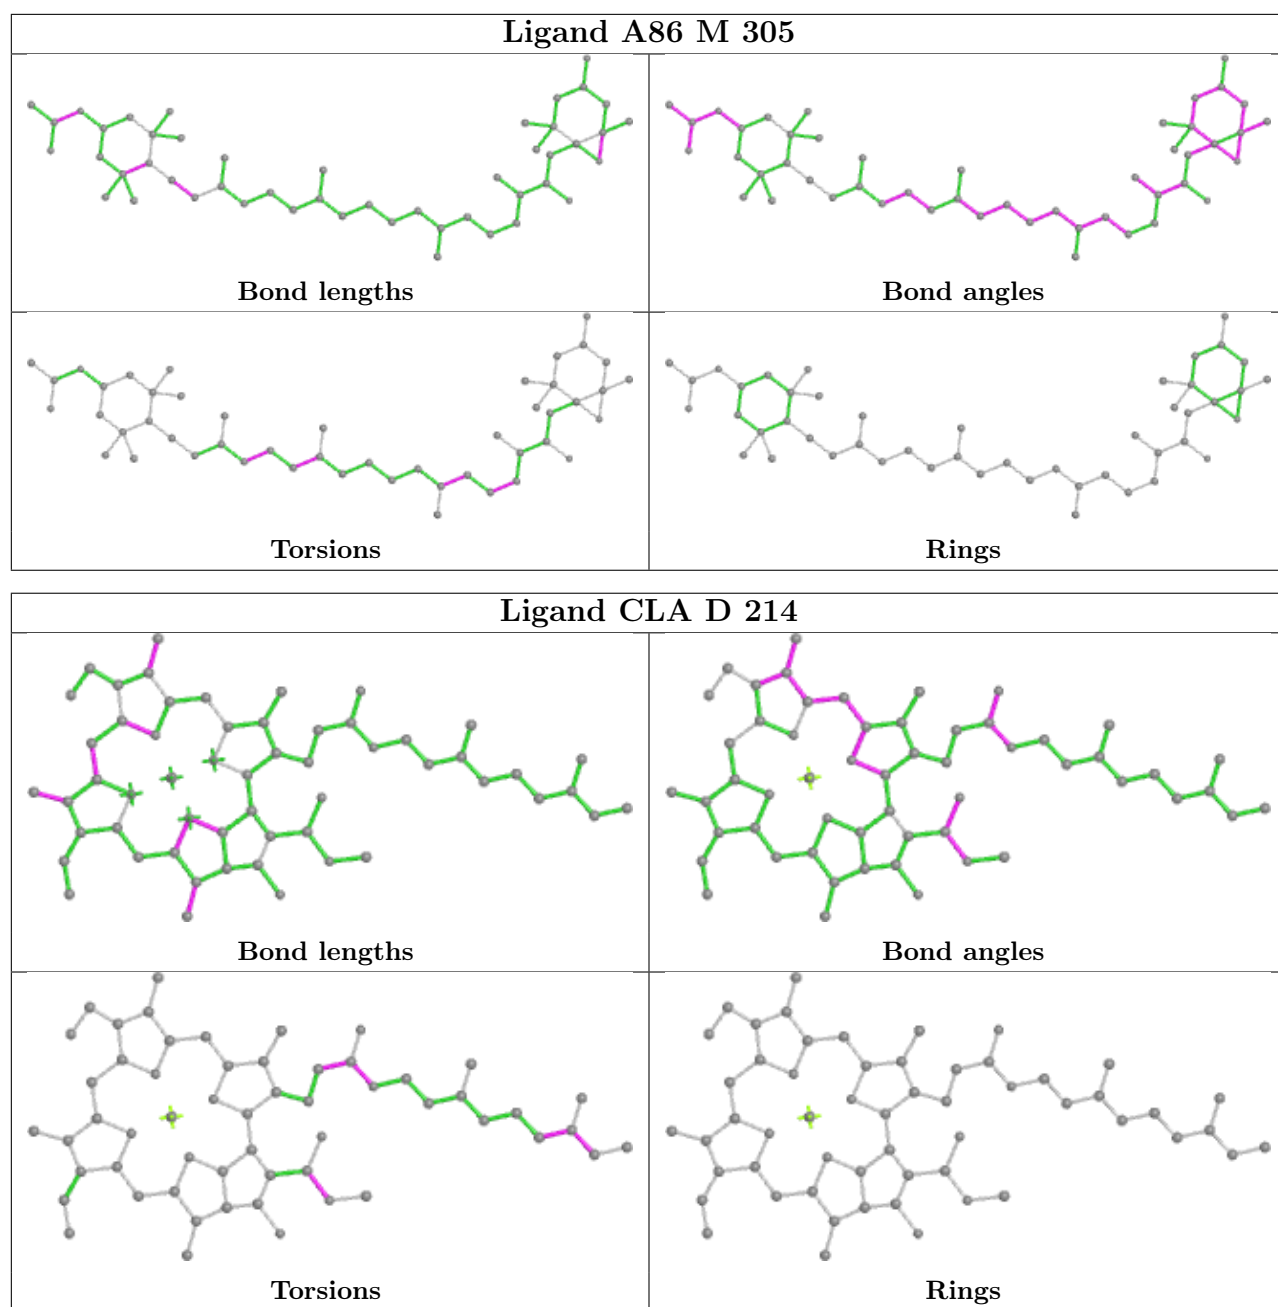 Ligand A86 M 305
Bond lengths
Bond angles
Torsions
Rings
Ligand CLA D 214
Bond lengths
Bond angles
Torsions
Rings